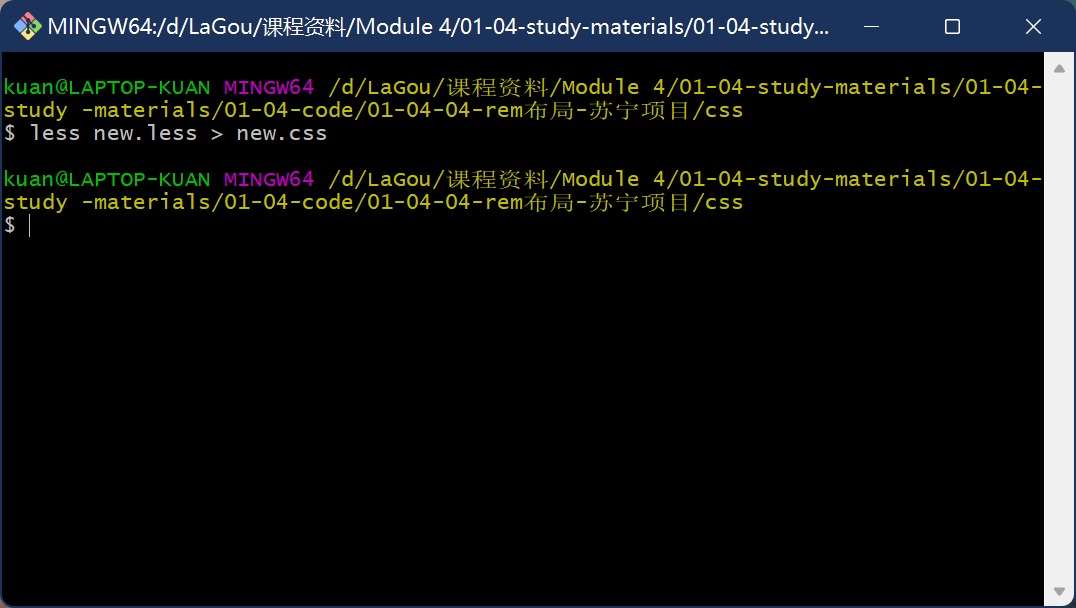 MINGW64:/d/LaGou/课程资料/Module 4/01-04-study-materials/01-04-study...
kuan@LAPTOP-KUAN MINGW64 /d/LaGou/课程资料/Module 4/01-04-study-materials/01-04-
study -materials/01-04-code/01-04-04-rem布局-苏宁项目/css
$ less new.less > new.css
kuan@LAPTOP-KUAN MINGW64 /d/LaGou/课程资料/Module 4/01-04-study-materials/01-04-
study -materials/01-04-code/01-04-04-rem布局-苏宁项目/css
$